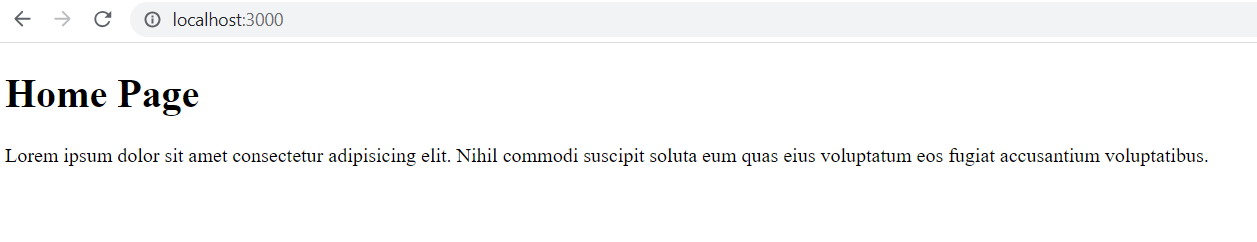 localhost:3000
Home Page
Lorem ipsum dolor sit amet consectetur adipisicing elit. Nihil commodi suscipit soluta eum quas eius voluptatum eos fugiat accusantium voluptatibus.